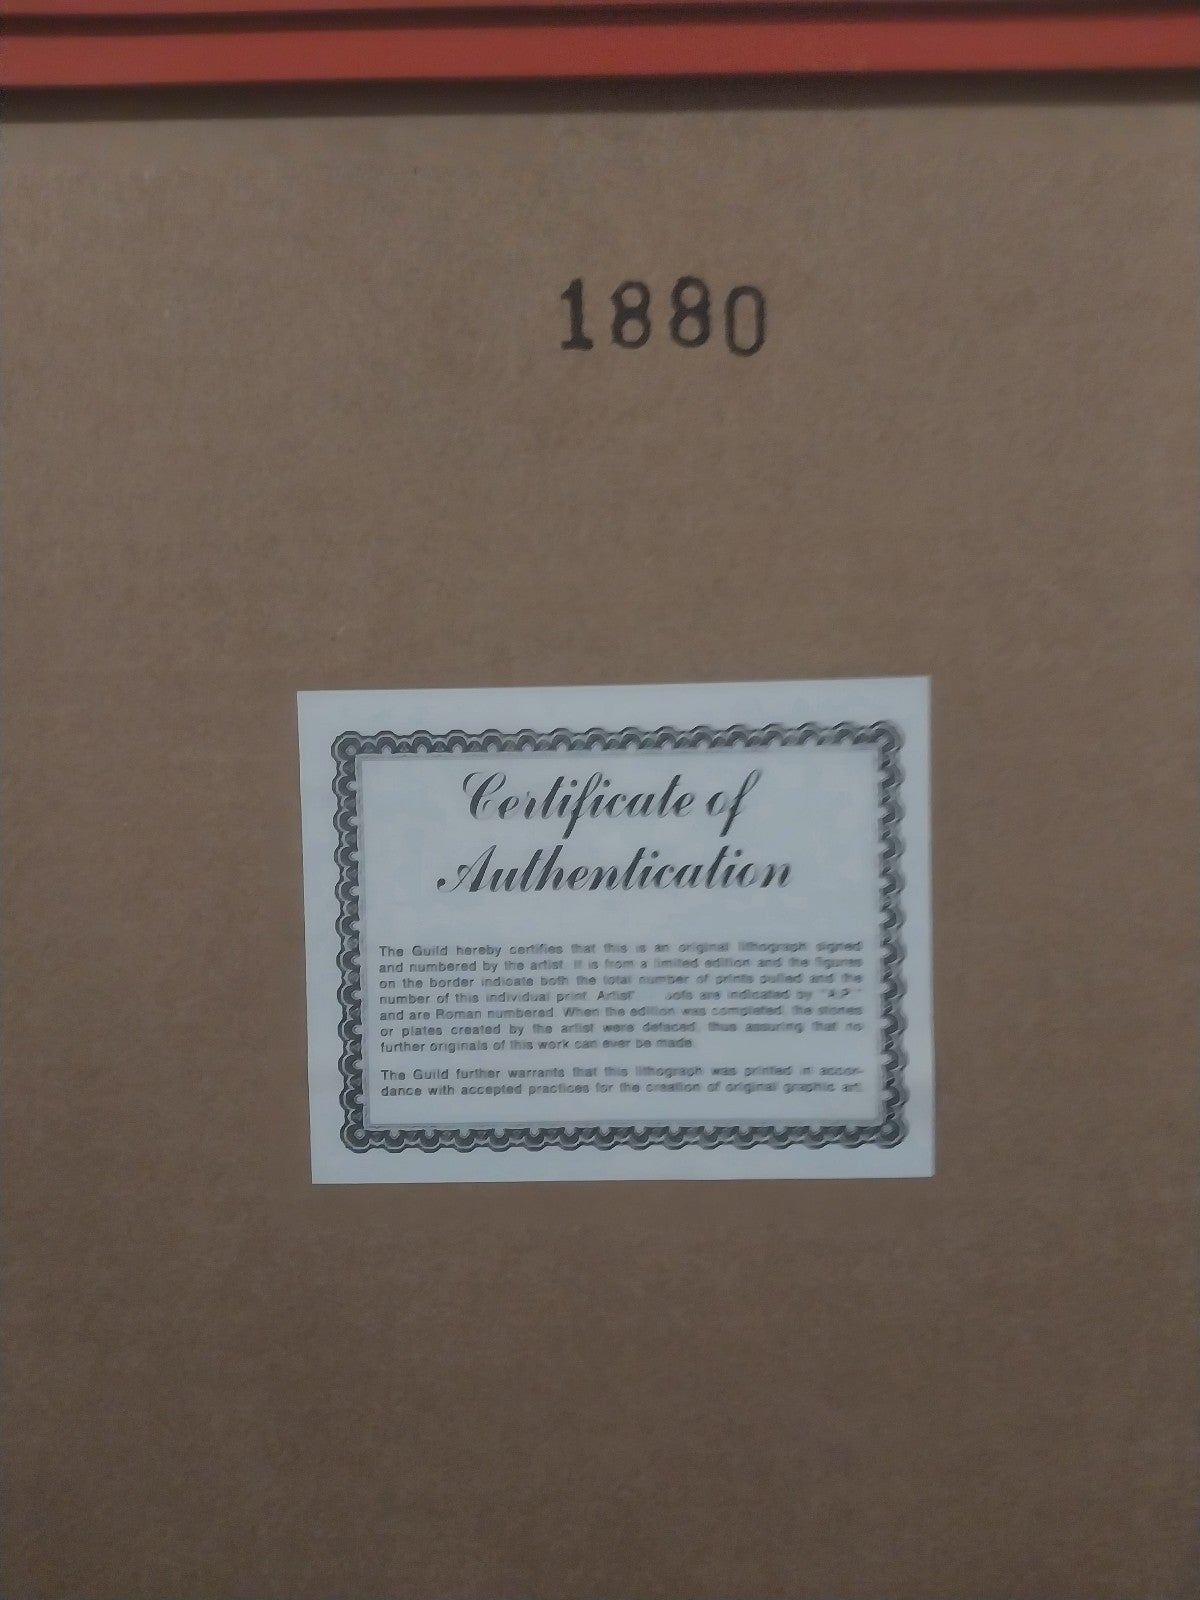 1880
Certificate of
Authentication
The Guild hereby certifies that this is an original lithograph signed
and numbered by the artist. It is from a limited edition and the figures
on the border indicate both the total number of prints pulled and the
number of this individual print. Artist' oofs are indicated by "A.P."
and are Roman numbered. When the edition was completed, the stones
or plates created by the artist were defaced, thus assuring that no
further originals of this work can ever be made.
The Guild further warrants that this lithograph was printed in accor-
dance with accepted practices for the creation of original graphic art.